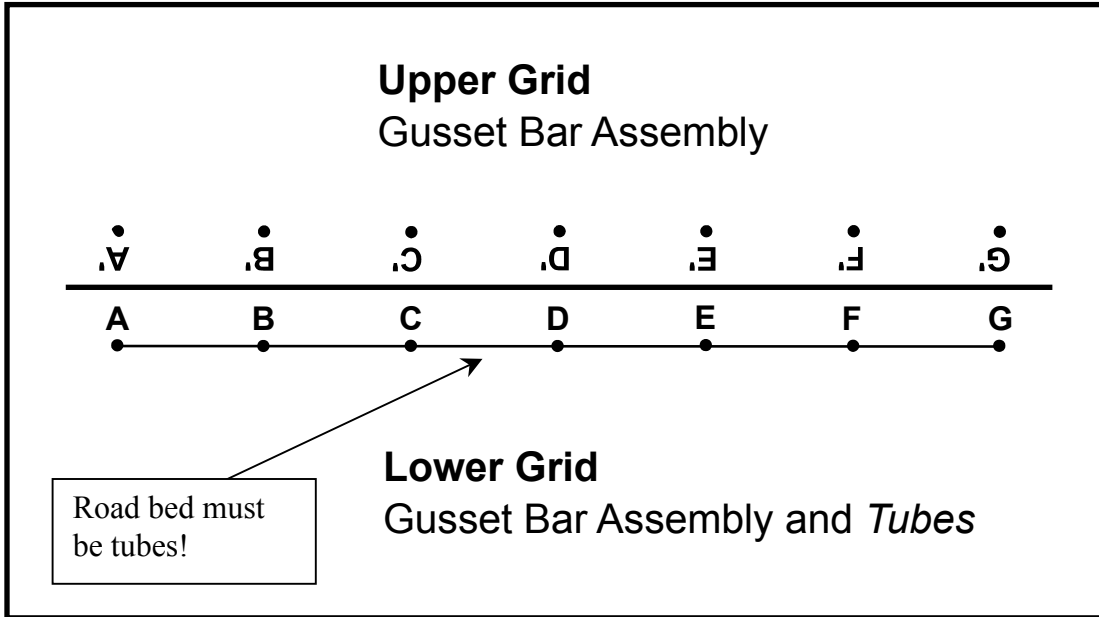 Upper Grid
Gusset Bar Assembly
A' B' C' D' E' F' G'
A B C D E F G
Road bed must
be tubes!
Lower Grid
Gusset Bar Assembly and Tubes